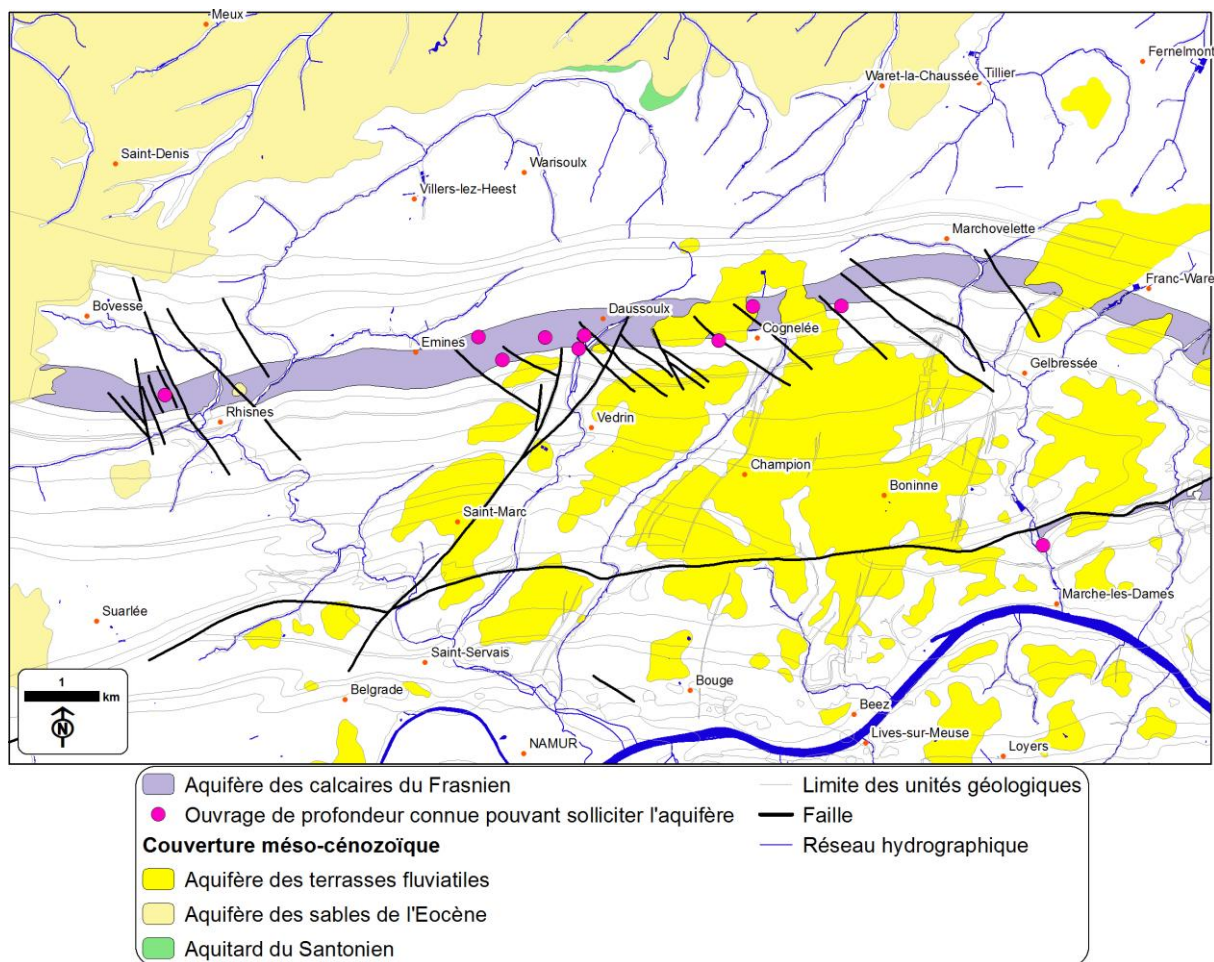 Meux
Fernelmont
Waret-la-Chaussée
Tillier
Saint-Denis
Warisoulx
Villers-lez-Heest
Marchovelette
Franc-Ware
Bovesse
Daussoulx
Emines
Cognelée
Gelbressée
Rhisnes
Vedrin
Champion
Boninne
Saint-Marc
Suarlée
Marche-les-Dames
Saint-Servais
Belgrade
Bouge
Beez
NAMUR
Lives-sur-Meuse
Loyers
1
km
N
Aquifère des calcaires du Frasnien
Ouvrage de profondeur connue pouvant solliciter l'aquifère
Couverture méso-cénozoïque
Aquifère des terrasses fluviatiles
Aquifère des sables de l'Eocène
Aquitard du Santonien
Limite des unités géologiques
Faille
Réseau hydrographique